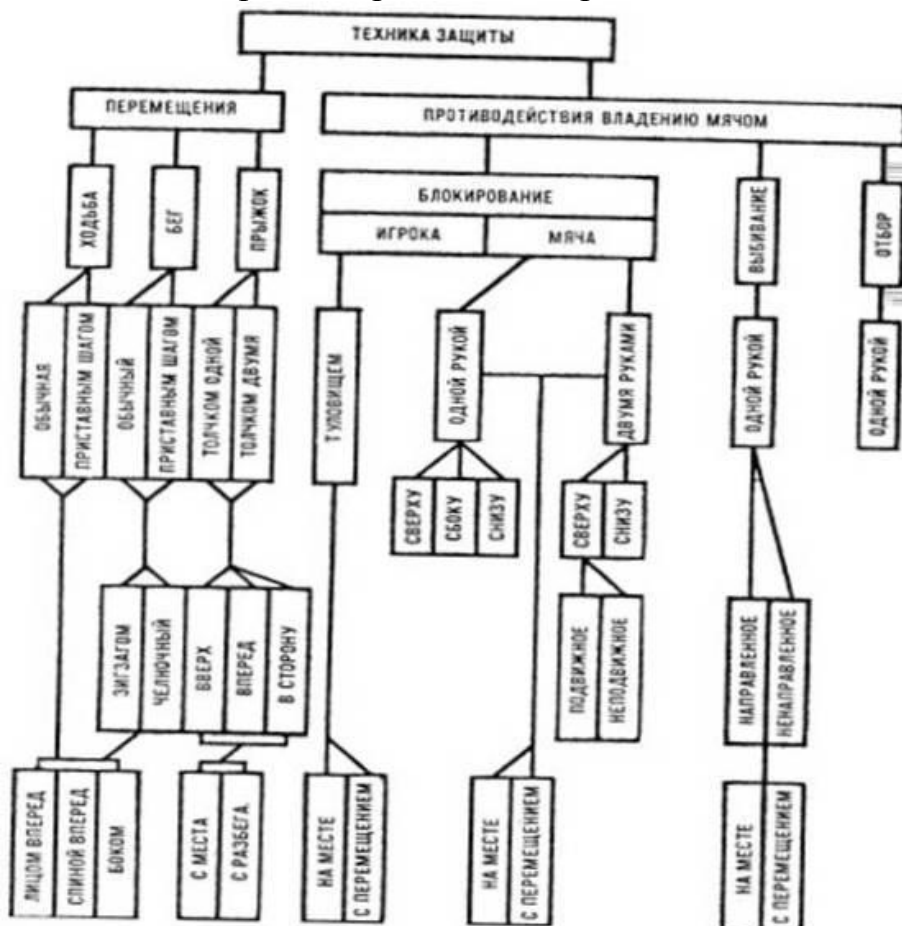 ТЕХНИКА ЗАЩИТЫ
ПЕРЕМЕЩЕНИЯ
ПРОТИВОДЕЙСТВИЯ ВЛАДЕНИЮ МЯЧОМ
ХОДЬБА
БЕГ
ПРЫЖОК
БЛОКИРОВАНИЕ
ИГРОКА
МЯЧА
ВЫБИВАНИЕ
ОТБОР
ОБЫЧНАЯ
ПРИСТАВНЫМ ШАГОМ
ОБЫЧНЫЙ
ПРИСТАВНЫМ ШАГОМ
ТОЛЧКОМ ОДНОЙ
ТОЛЧКОМ ДВУМЯ
ТУЛОВИЩЕМ
ОДНОЙ РУКОЙ
ДВУМЯ РУКАМИ
ОДНОЙ РУКОЙ
ОДНОЙ РУКОЙ
СВЕРХУ
СБОКУ
СНИЗУ
СВЕРХУ
СНИЗУ
ЗИГЗАГОМ
ЧЕЛНОЧНЫЙ
ВВЕРХ
ВПЕРЕД
В СТОРОНУ
ПОДВИЖНОЕ
НЕПОДВИЖНОЕ
НАПРАВЛЕННОЕ
НЕНАПРАВЛЕННОЕ
ЛИЦОМ ВПЕРЕД
СПИНОЙ ВПЕРЕД
БОКОМ
С МЕСТА
С РАЗБЕГА
НА МЕСТЕ
С ПЕРЕМЕЩЕНИЕМ
НА МЕСТЕ
С ПЕРЕМЕЩЕНИЕМ
НА МЕСТЕ
С ПЕРЕМЕЩЕНИЕМ